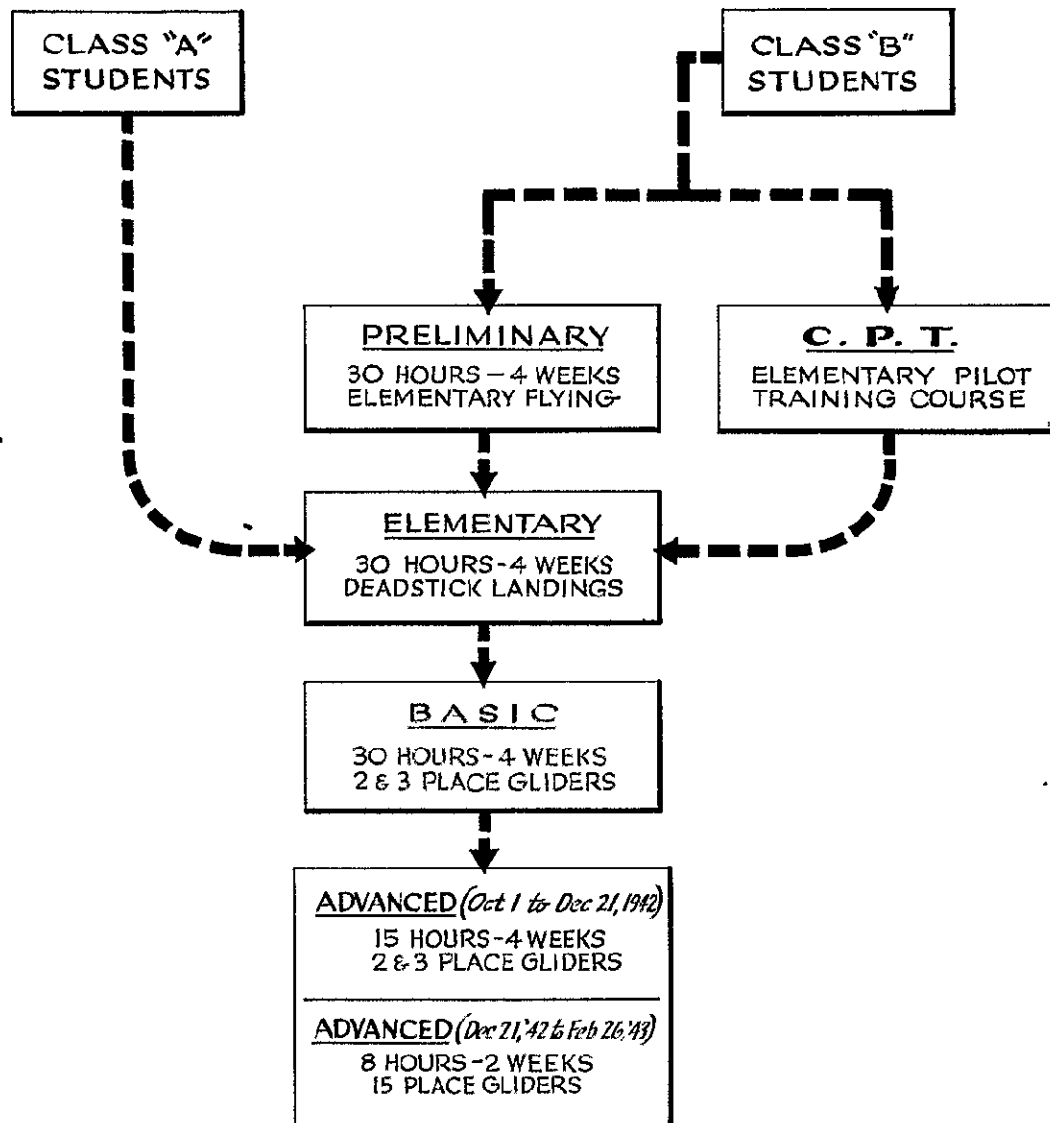 CLASS "A"
STUDENTS
CLASS "B"
STUDENTS
PRELIMINARY
30 HOURS - 4 WEEKS
ELEMENTARY FLYING
C. P. T.
ELEMENTARY PILOT
TRAINING COURSE
ELEMENTARY
30 HOURS - 4 WEEKS
DEADSTICK LANDINGS
BASIC
30 HOURS - 4 WEEKS
2 & 3 PLACE GLIDERS
ADVANCED (Oct 1 to Dec 21, 1942)
15 HOURS - 4 WEEKS
2 & 3 PLACE GLIDERS
ADVANCED (Dec 21, '42 to Feb 26, '43)
8 HOURS - 2 WEEKS
15 PLACE GLIDERS